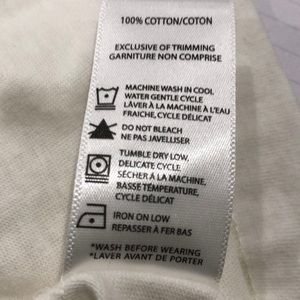 100% COTTON/COTON
EXCLUSIVE OF TRIMMING
GARNITURE NON COMPRISE
MACHINE WASH IN COOL
WATER GENTLE CYCLE
LAVER À LA MACHINE À L'EAU
FRAICHE, CYCLE DÉLICAT
DO NOT BLEACH
NE PAS JAVELLISER
TUMBLE DRY LOW,
DELICATE CYCLE.
SÉCHER À LA MACHINE,
BASSE TEMPÉRATURE,
CYCLE DÉLICAT
IRON ON LOW
REPASSER À FER BAS
*WASH BEFORE WEARING
*LAVER AVANT DE PORTER